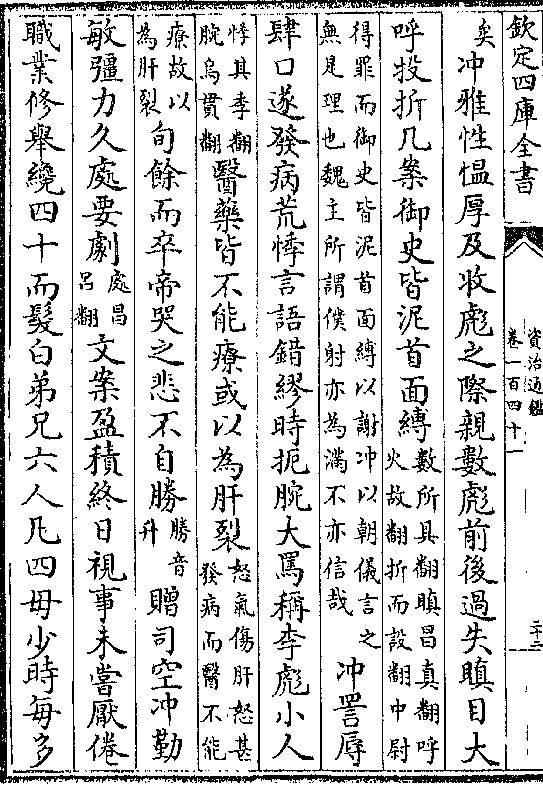 欽定四庫全書
資治通鑑
卷一百四十一
二十二
矣冲雅性愠厚及收彪之際親數彪前後過失瞋目大
呼投折几案御史皆泥首面縛
數所具翻瞋昌真翻呼
火故翻折而設翻中尉
得罪而御史皆泥首面縛以謝冲以朝儀言之
無是理也魏主所謂僕射亦為滿不亦信哉
冲詈辱
肆口遂發病荒悸言語錯繆時扼腕大罵稱李彪小人
悸其季翻
腕烏貫翻
醫藥皆不能療或以為肝裂
怒氣傷肝怒甚
發病而醫不能
療故以
為肝裂
旬餘而卒帝哭之悲不自勝
勝音
升
贈司空冲勤
敏彊力久處要劇
處昌
呂翻
文案盈積終日視事未嘗厭倦
職業修舉纔四十而髮白弟兄六人凡四母少時每多